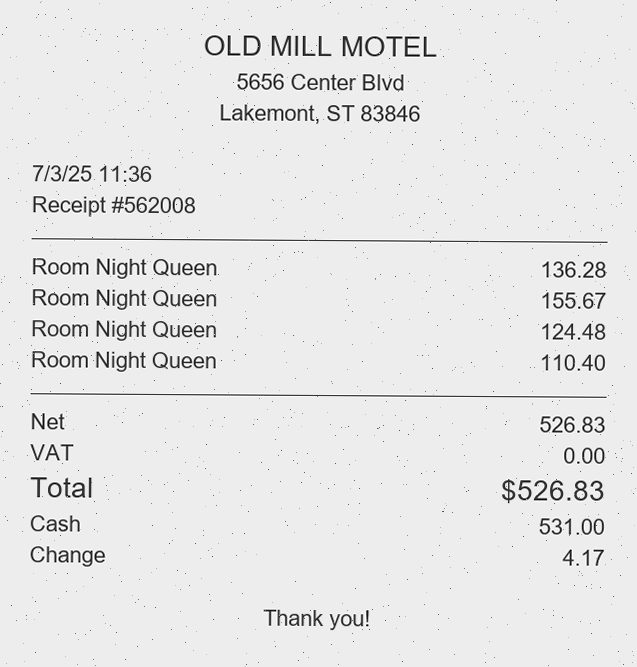 OLD MILL MOTEL
5656 Center Blvd
Lakemont, ST 83846
7/3/25 11:36
Receipt #562008
Room Night Queen 136.28
Room Night Queen 155.67
Room Night Queen 124.48
Room Night Queen 110.40
Net 526.83
VAT 0.00
Total $526.83
Cash 531.00
Change 4.17
Thank you!